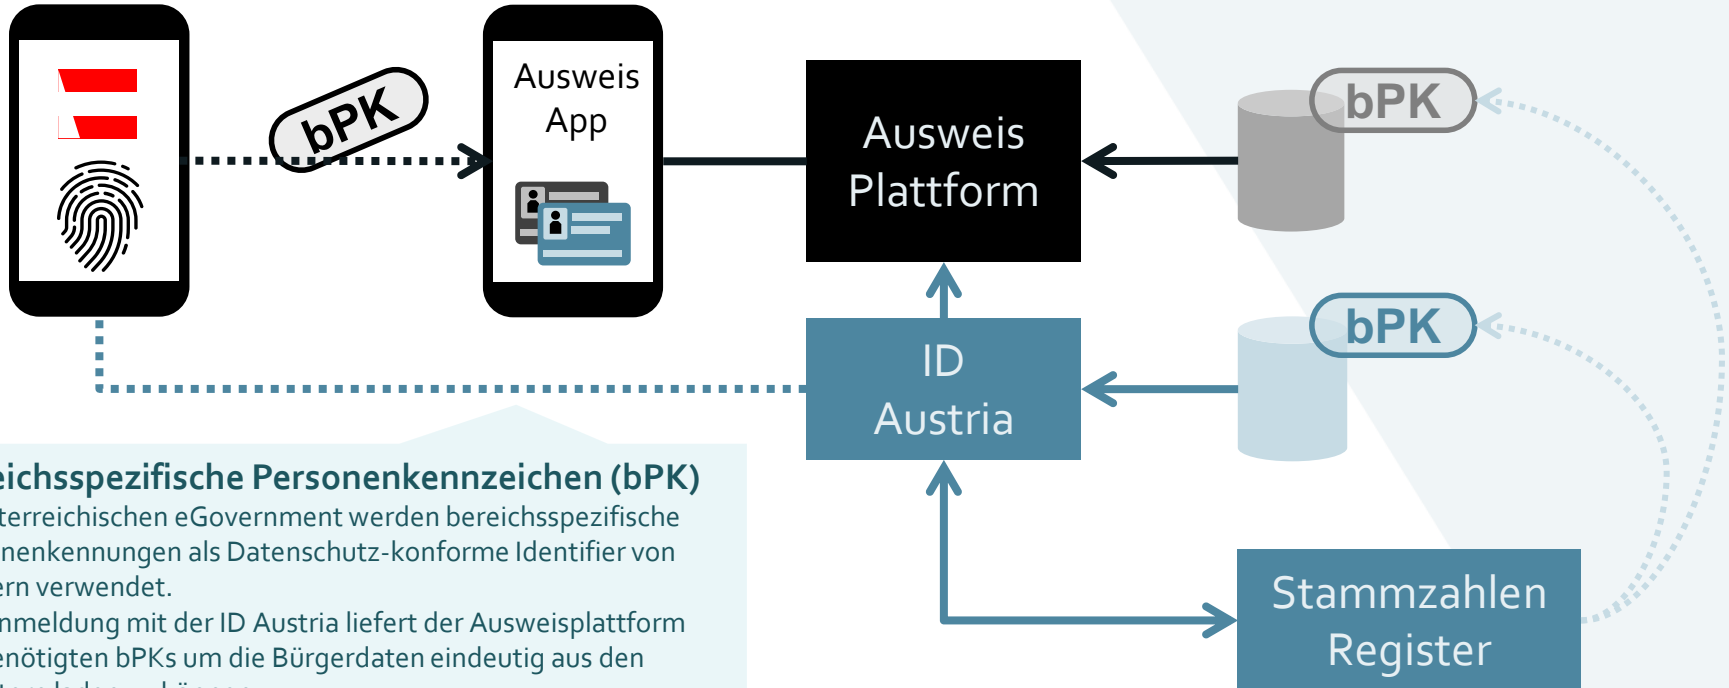 bPK
Ausweis
App
Ausweis
Plattform
bPK
ID
Austria
bPK
Stammzahlen
Register
eichsspezifische Personenkennzeichen (bPK)
terreichischen eGovernment werden bereichsspezifische
nenkennungen als Datenschutz-konforme Identifier von
ern verwendet.
nmeldung mit der ID Austria liefert der Ausweisplattform
enötigten bPKs um die Bürgerdaten eindeutig aus den